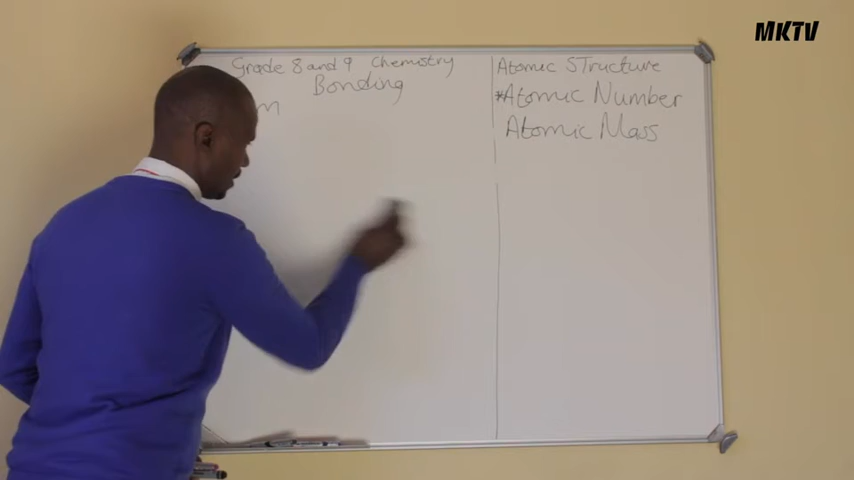 MKTV
Grade 8 and 9 Chemistry
Bonding
Atomic Structure
*Atomic Number
Atomic Mass